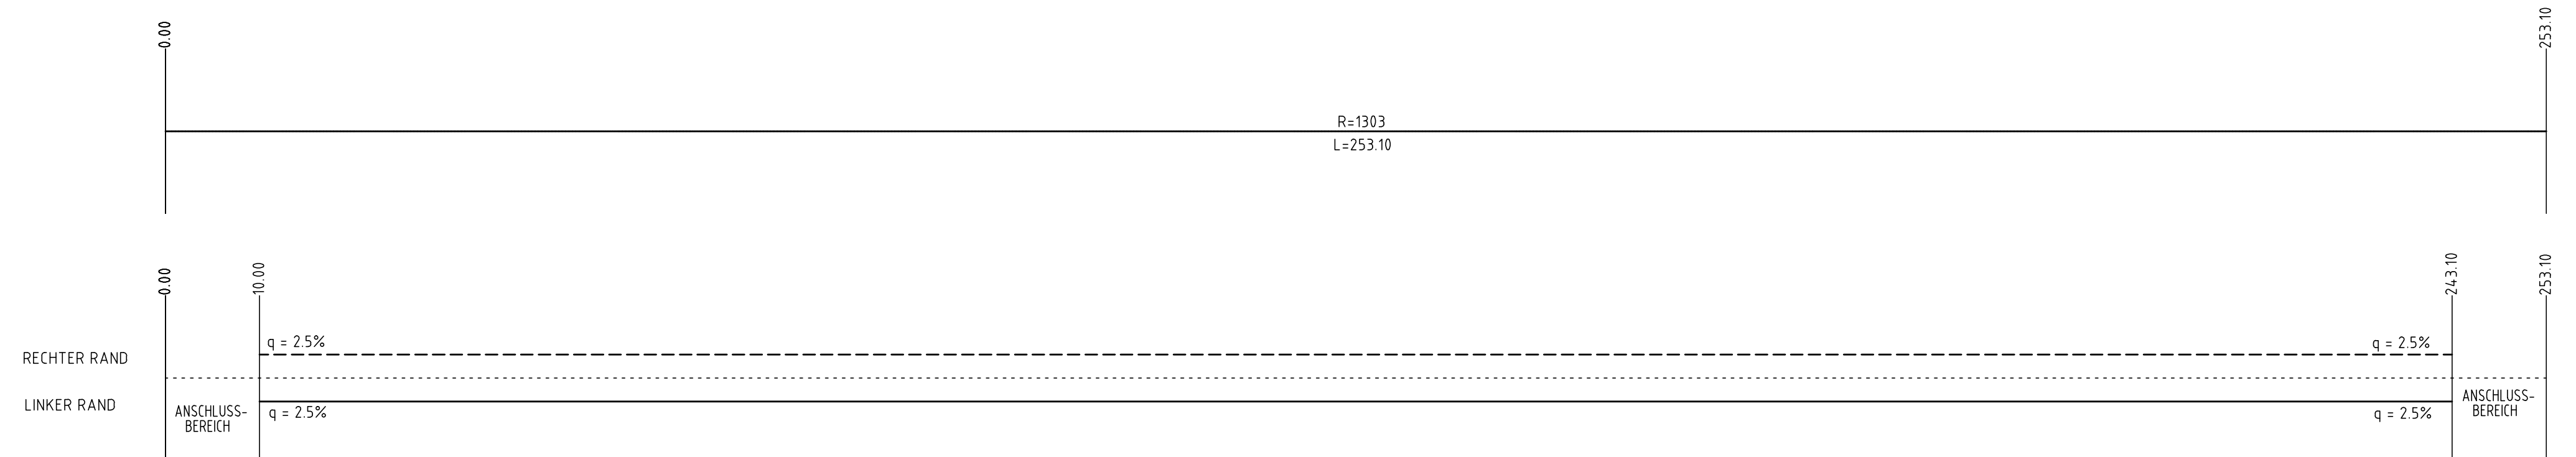 0.00
253.10
R=1303
L=253.10
0.00
10.00
243.10
253.10
q = 2.5%
q = 2.5%
RECHTER RAND
LINKER RAND
ANSCHLUSS-
BEREICH
q = 2.5%
q = 2.5%
ANSCHLUSS-
BEREICH